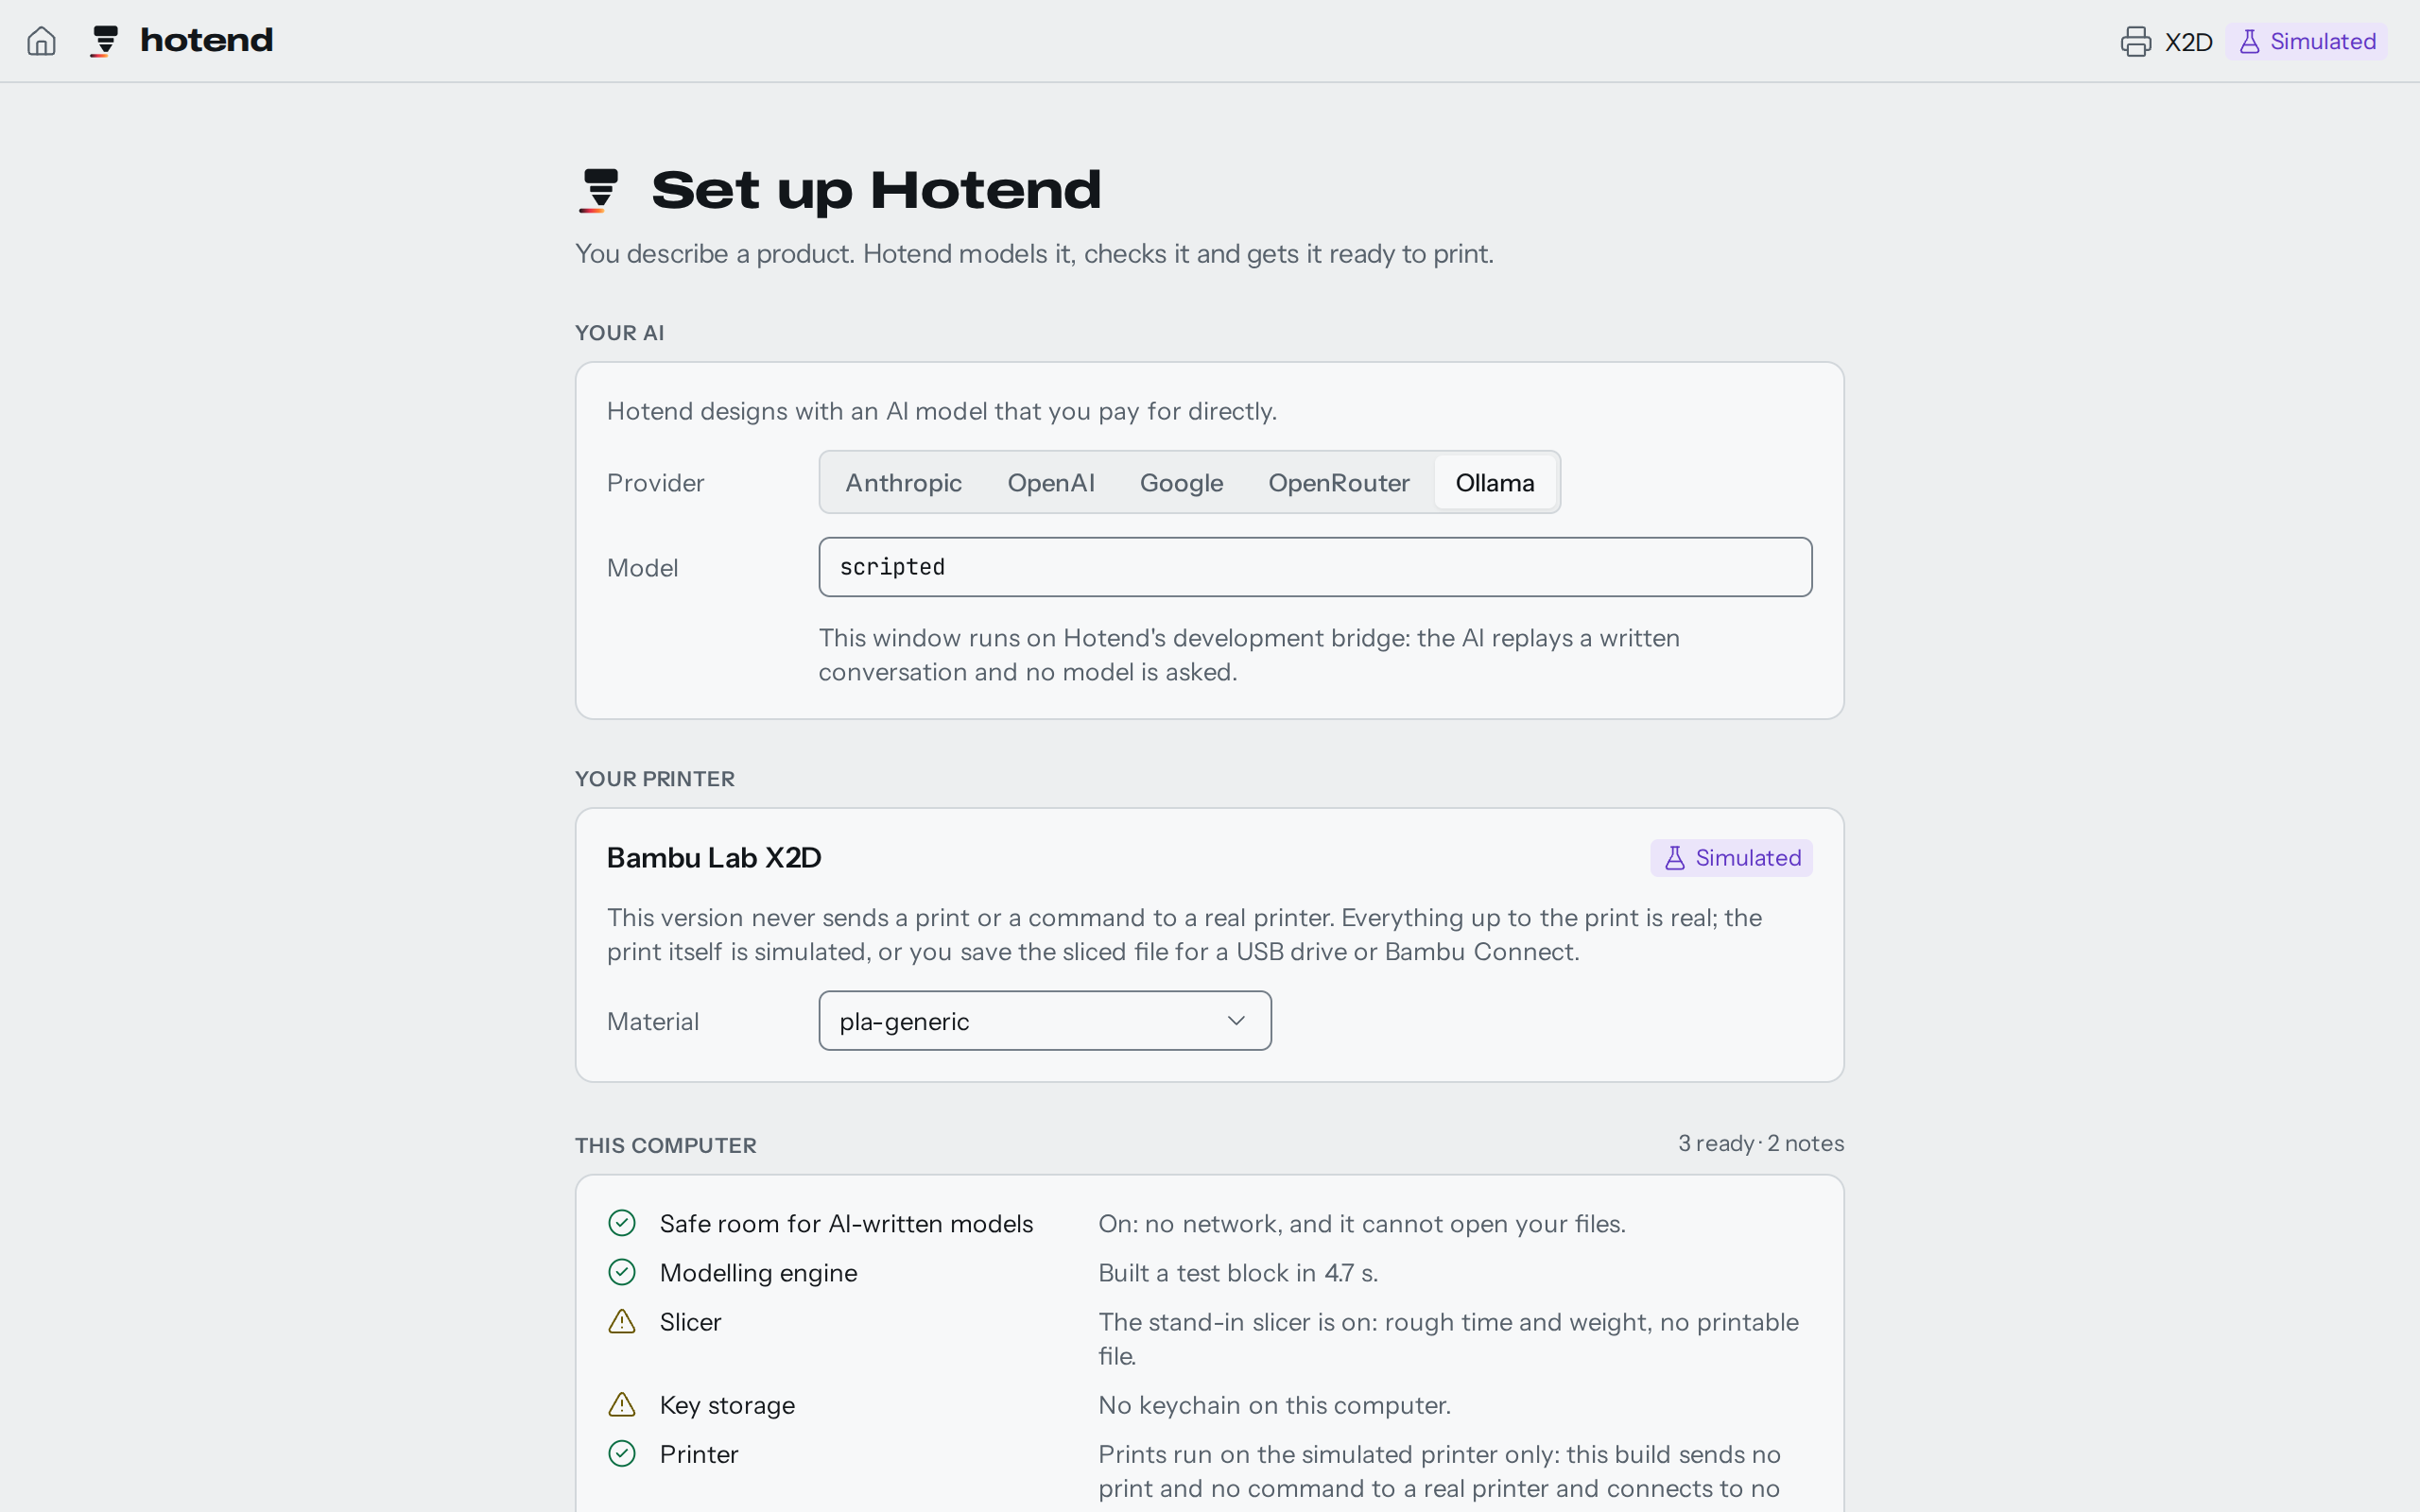 hotend
X2D
Simulated
Set up Hotend
You describe a product. Hotend models it, checks it and gets it ready to print.
YOUR AI
Hotend designs with an AI model that you pay for directly.
Provider
Anthropic
OpenAI
Google
OpenRouter
Ollama
Model
scripted
This window runs on Hotend's development bridge: the AI replays a written
conversation and no model is asked.
YOUR PRINTER
Bambu Lab X2D
Simulated
This version never sends a print or a command to a real printer. Everything up to the print is real; the
print itself is simulated, or you save the sliced file for a USB drive or Bambu Connect.
Material
pla-generic
THIS COMPUTER
3 ready · 2 notes
Safe room for AI-written models
On: no network, and it cannot open your files.
Modelling engine
Built a test block in 4.7 s.
Slicer
The stand-in slicer is on: rough time and weight, no printable
file.
Key storage
No keychain on this computer.
Printer
Prints run on the simulated printer only: this build sends no
print and no command to a real printer and connects to no